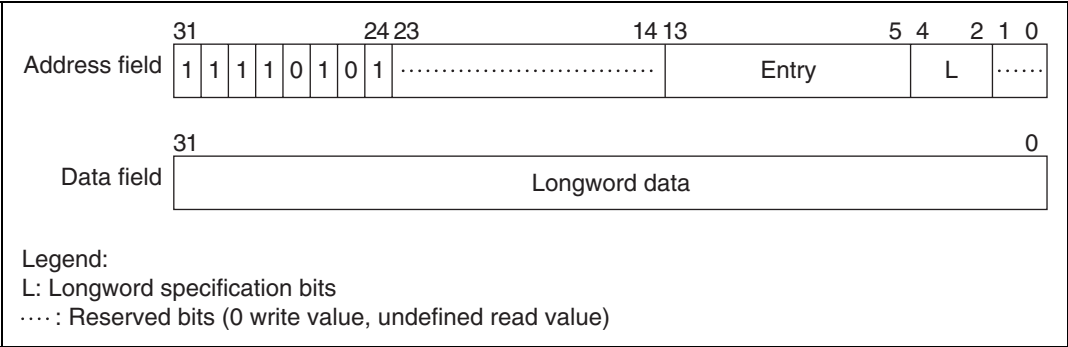 31 24 23 14 13 5 4 2 1 0
Address field 1 1 1 1 0 1 0 1 .............................. Entry L ......
31 0
Data field Longword data
Legend:
L: Longword specification bits
.... : Reserved bits (0 write value, undefined read value)